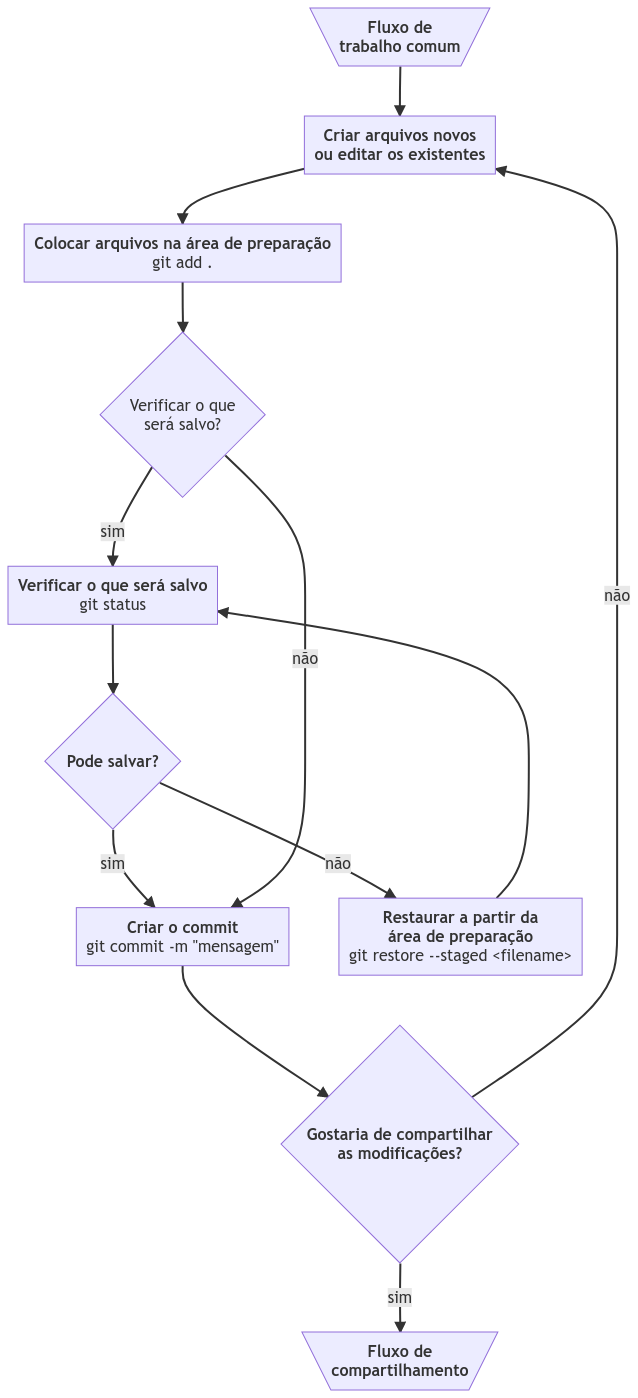 Fluxo de
trabalho comum
Criar arquivos novos
ou editar os existentes
Colocar arquivos na área de preparação
git add .
Verificar o que
será salvo?
sim
Verificar o que será salvo
git status
não
não
Pode salvar?
sim
não
Criar o commit
git commit -m "mensagem"
Restaurar a partir da
área de preparação
git restore --staged <filename>
Gostaria de compartilhar
as modificações?
sim
Fluxo de
compartilhamento